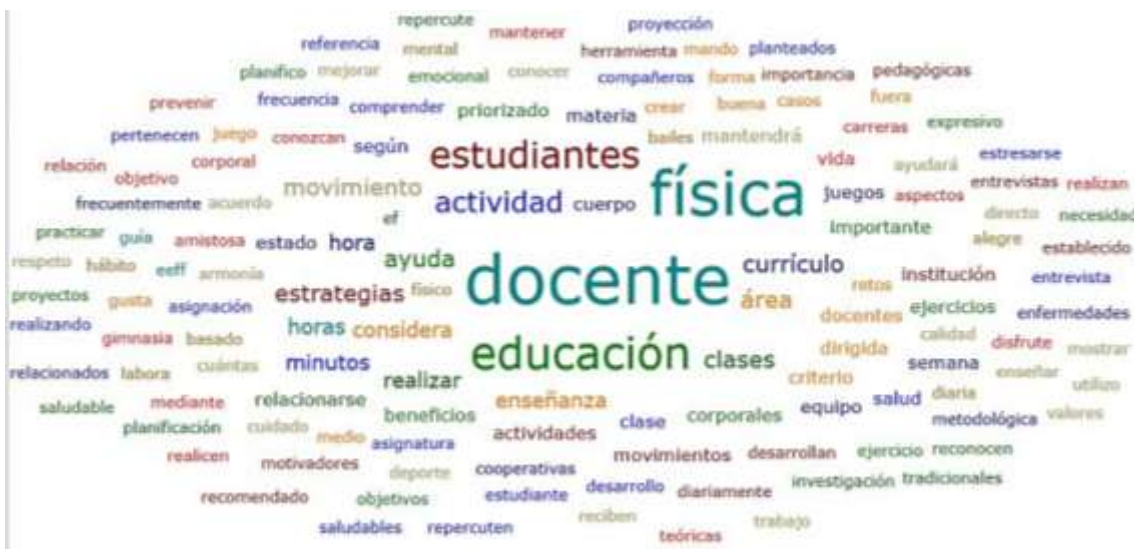 repercute mantener proyección
referencia mental herramienta mando planteados
planifico mejorar emocional conocer compañeros forma importancia pedagógicas
prevenir frecuencia comprender priorizado materia crear buena casos fuera
pertenecen juego conozcan según estudiantes bailes mantendrá carreras expresivo
relación objetivo corporal movimiento actividad cuerpo física vida ayudará estresarse
juegos aspectos entrevistas realizan
frecuentemente acuerdo ef importante directo necesidad
practicar guía amistosa estado hora ayuda docente currículo alegre establecido
respeto hábito eeff armonía estrategias físico área retos institución entrevista
proyectos gusta asignación docentes ejercicios enfermedades
realizando gimnasia basado horas considera educación clases dirigida calidad disfrute mostrar
relacionados labora cuántas minutos realizar criterio semana enseñar utilizo
saludable mediante relacionarse beneficios enseñanza clase corporales equipo salud diaria metodológica valores
planificación cuidado medio asignatura actividades movimientos desarrollan ejercicio reconocen
realicen motivadores deporte cooperativas investigación tradicionales
recomendado objetivos estudiante desarrollo diariamente
saludables repercuten reciben teóricas trabajo